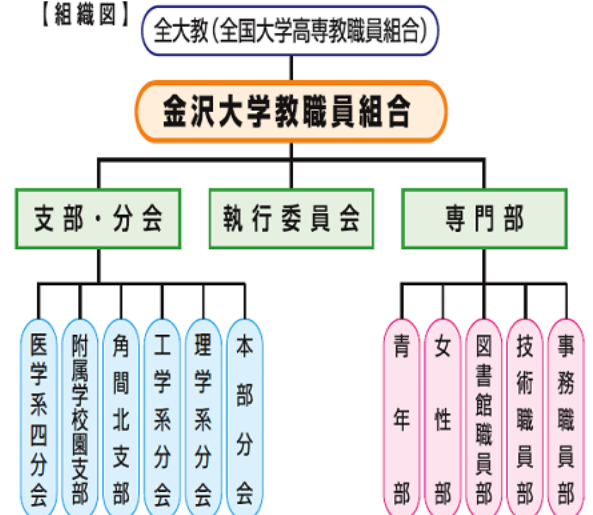 【組織図】
全大教(全国大学高専教職員組合)
金沢大学教職員組合
支部・分会
執行委員会
専門部
医学系四分会
附属学校園支部
角間北支部
工学系分会
理学系分会
本部分会
青年部
女性部
図書館職員部
技術職員部
事務職員部